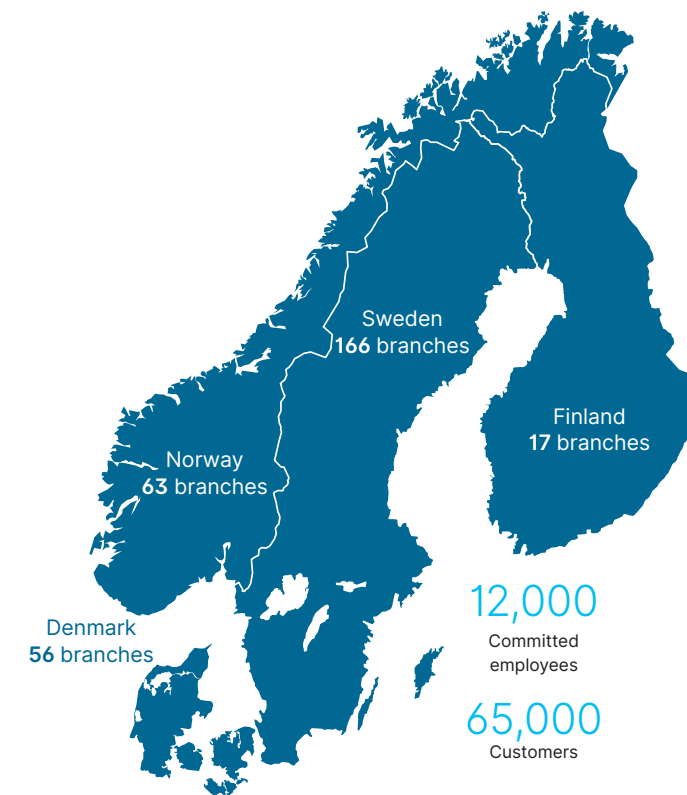 Sweden
166 branches
Finland
17 branches
Norway
63 branches
12,000
Committed
employees
Denmark
56 branches
65,000
Customers